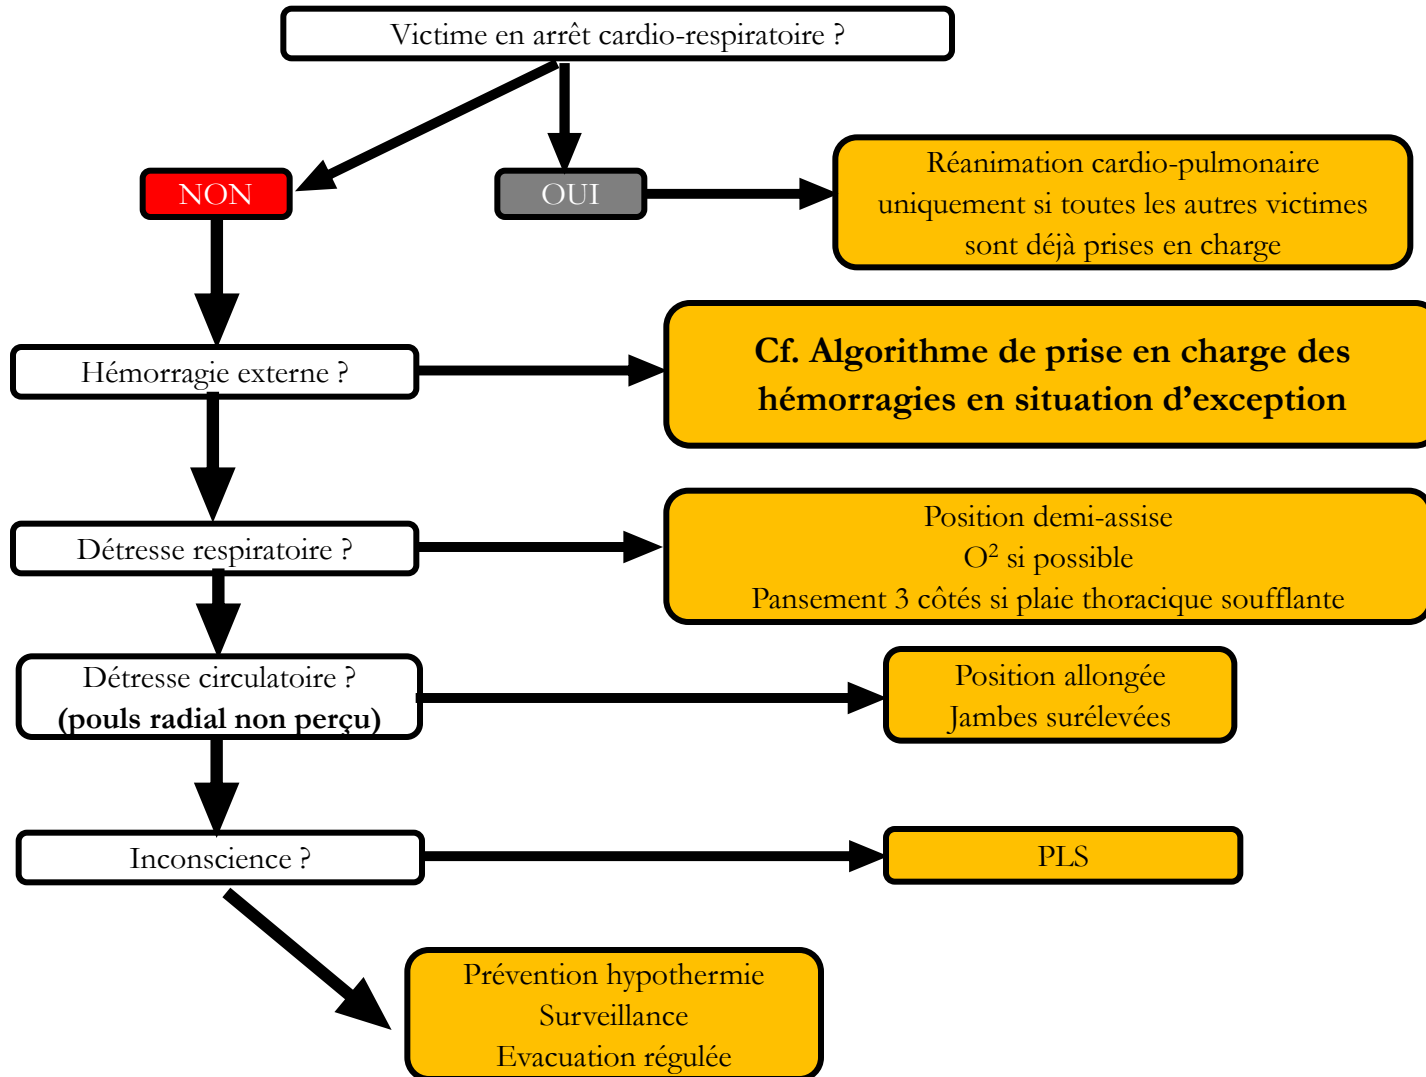 Victime en arrêt cardio-respiratoire ?
NON
OUI
Réanimation cardio-pulmonaire
uniquement si toutes les autres victimes
sont déjà prises en charge
Hémorragie externe ?
Cf. Algorithme de prise en charge des
hémorragies en situation d’exception
Détresse respiratoire ?
Position demi-assise
O² si possible
Pansement 3 côtés si plaie thoracique soufflante
Détresse circulatoire ?
(pouls radial non perçu)
Position allongée
Jambes surélevées
Inconscience ?
PLS
Prévention hypothermie
Surveillance
Evacuation régulée